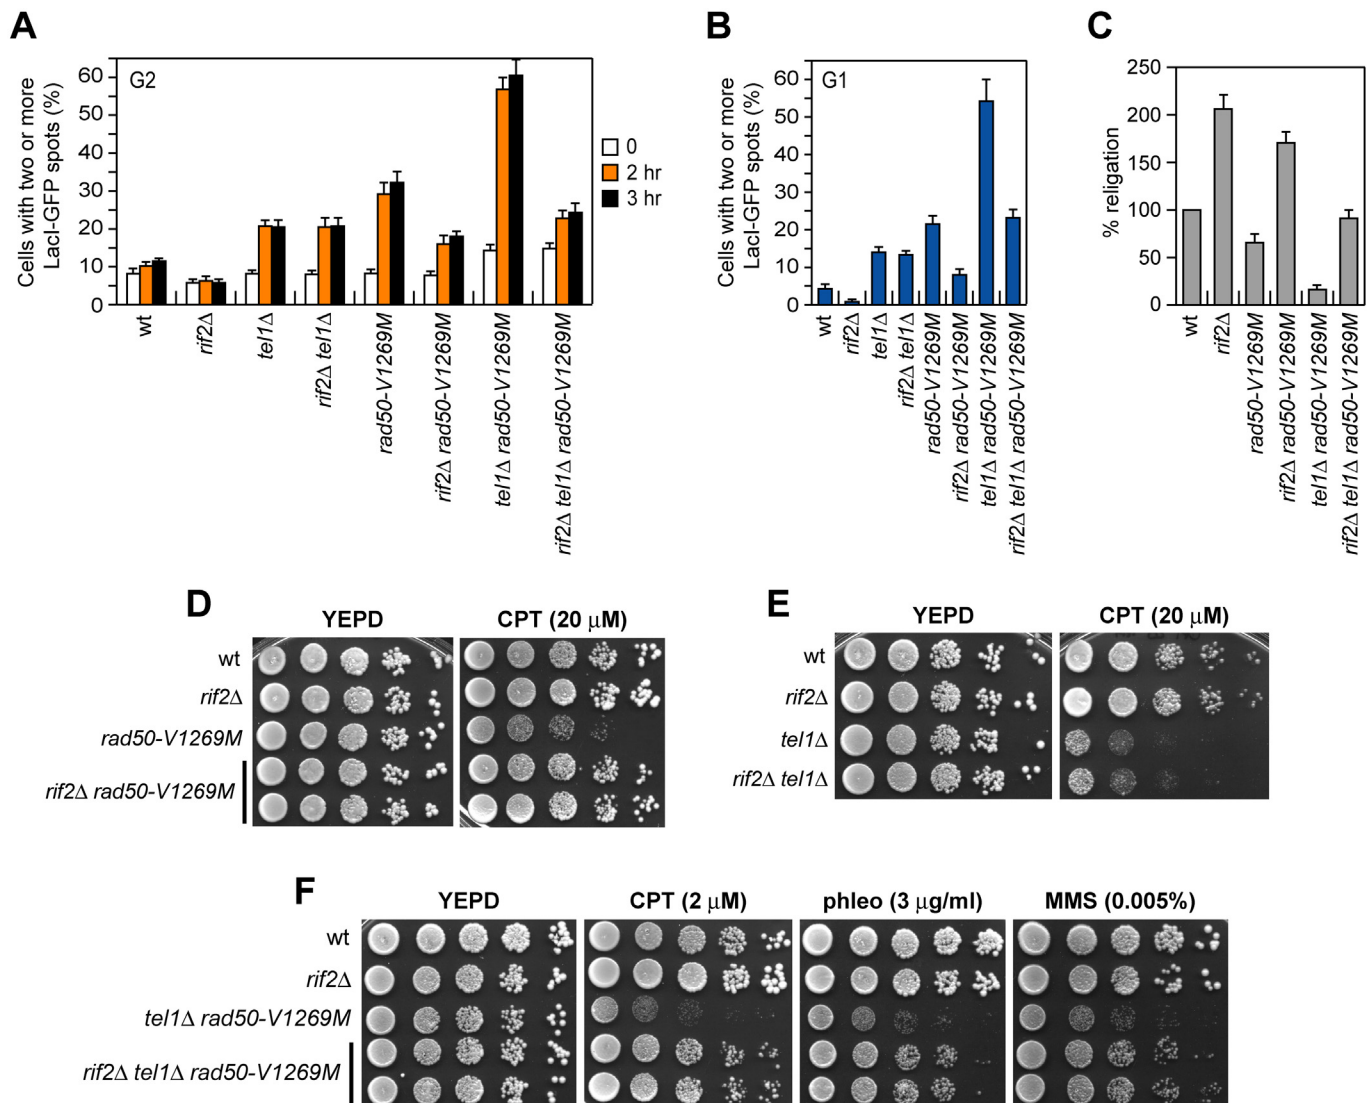 A
Cells with two or more
LacI-GFP spots (%)
60
50
40
30
20
10
0
G2
0
2 hr
3 hr
wt
rif2Δ
tel1Δ
rif2Δ tel1Δ
rad50-V1269M
rif2Δ rad50-V1269M
tel1Δ rad50-V1269M
rif2Δ tel1Δ rad50-V1269M
B
Cells with two or more
LacI-GFP spots (%)
60
50
40
30
20
10
0
G1
wt
rif2Δ
tel1Δ
rif2Δ tel1Δ
rad50-V1269M
rif2Δ rad50-V1269M
tel1Δ rad50-V1269M
rif2Δ tel1Δ rad50-V1269M
C
% religation
250
200
150
100
50
0
wt
rif2Δ
rad50-V1269M
rif2Δ rad50-V1269M
tel1Δ rad50-V1269M
rif2Δ tel1Δ rad50-V1269M
D
YEPD
CPT (20 μM)
wt
rif2Δ
rad50-V1269M
rif2Δ rad50-V1269M
E
YEPD
CPT (20 μM)
wt
rif2Δ
tel1Δ
rif2Δ tel1Δ
F
YEPD
CPT (2 μM)
phleo (3 μg/ml)
MMS (0.005%)
wt
rif2Δ
tel1Δ rad50-V1269M
rif2Δ tel1Δ rad50-V1269M